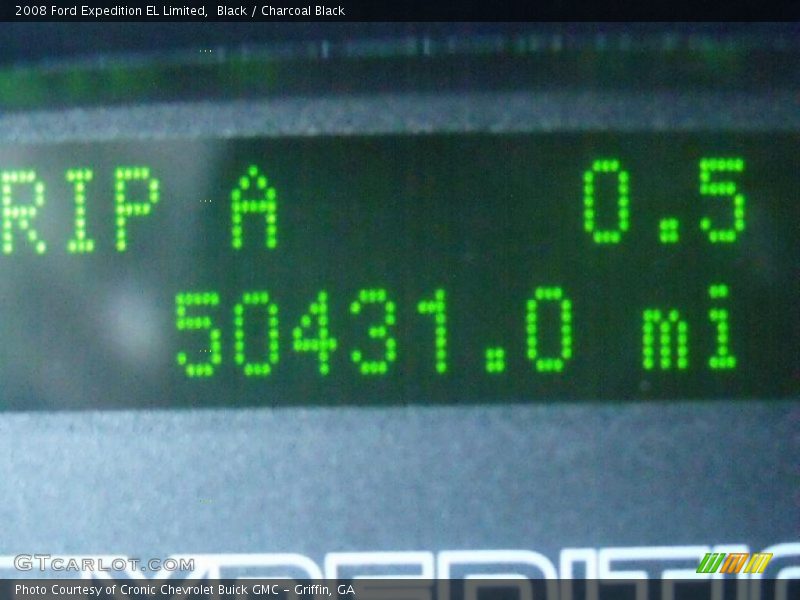 2008 Ford Expedition EL Limited,  Black / Charcoal Black
RIP A 0.5
50431.0 mi
XPEDITIO
GTCARLOT.COM
Photo Courtesy of Cronic Chevrolet Buick GMC – Griffin, GA